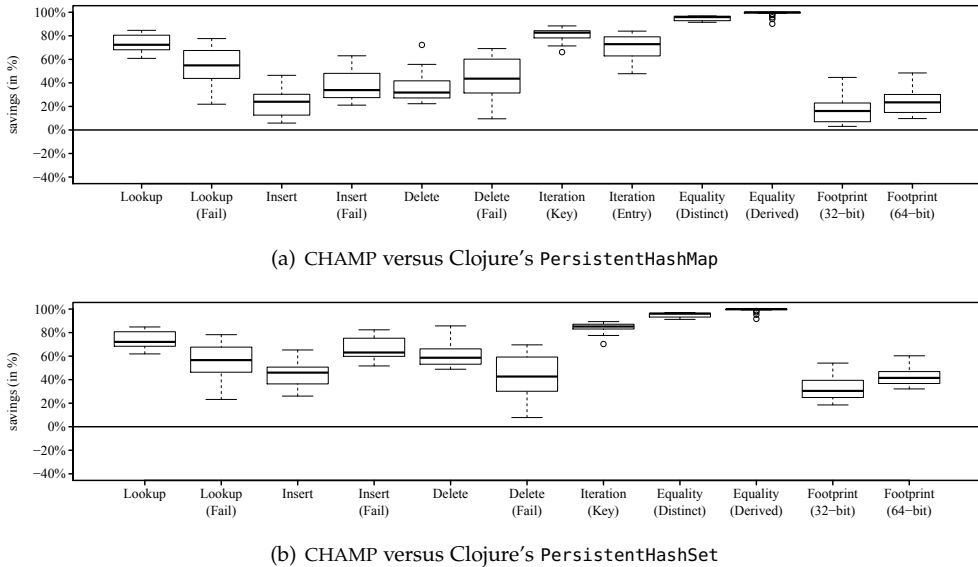 savings (in %)
80%
60%
40%
20%
0%
−20%
−40%
100%
Lookup
Lookup
(Fail)
Insert
Insert
(Fail)
Delete
Delete
(Fail)
Iteration
(Key)
Iteration
(Entry)
Equality
(Distinct)
Equality
(Derived)
Footprint
(32−bit)
Footprint
(64−bit)
(a) CHAMP versus Clojure's PersistentHashMap
savings (in %)
100%
80%
60%
40%
20%
0%
−20%
−40%
Lookup
Lookup
(Fail)
Insert
Insert
(Fail)
Delete
Delete
(Fail)
Iteration
(Key)
Equality
(Distinct)
Equality
(Derived)
Footprint
(32−bit)
Footprint
(64−bit)
(b) CHAMP versus Clojure's PersistentHashSet